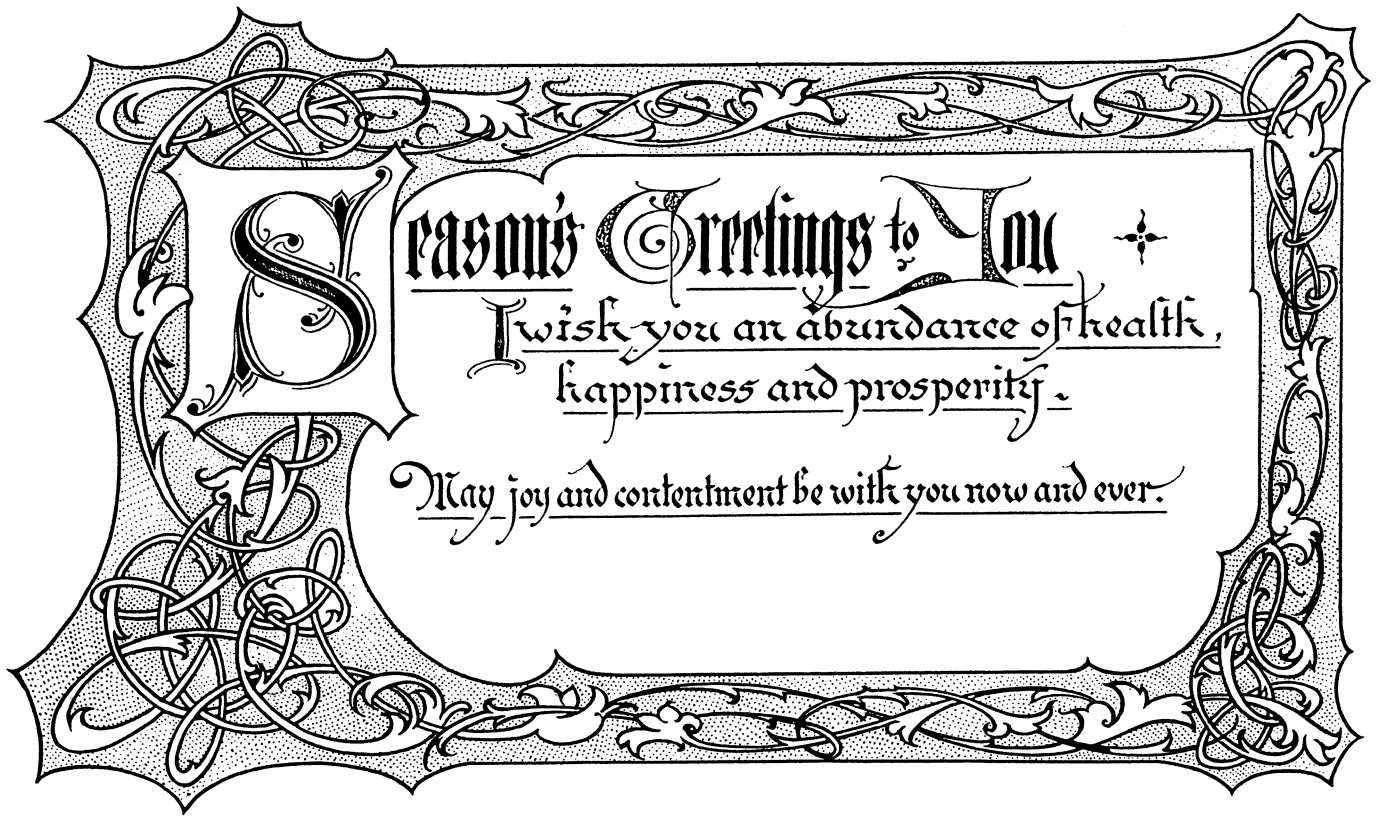 Season's Greetings to You
I wish you an abundance of health,
happiness and prosperity.
May joy and contentment be with you now and ever.